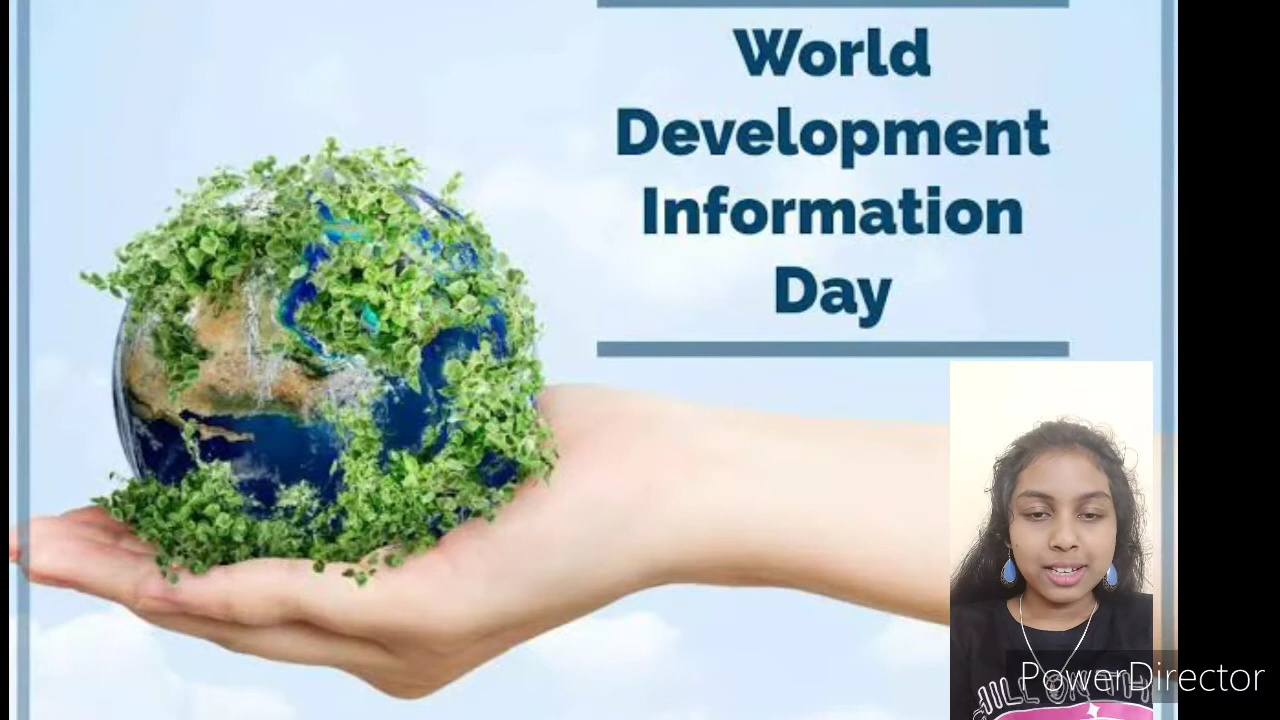 World
Development
Information
Day
PowerDirector